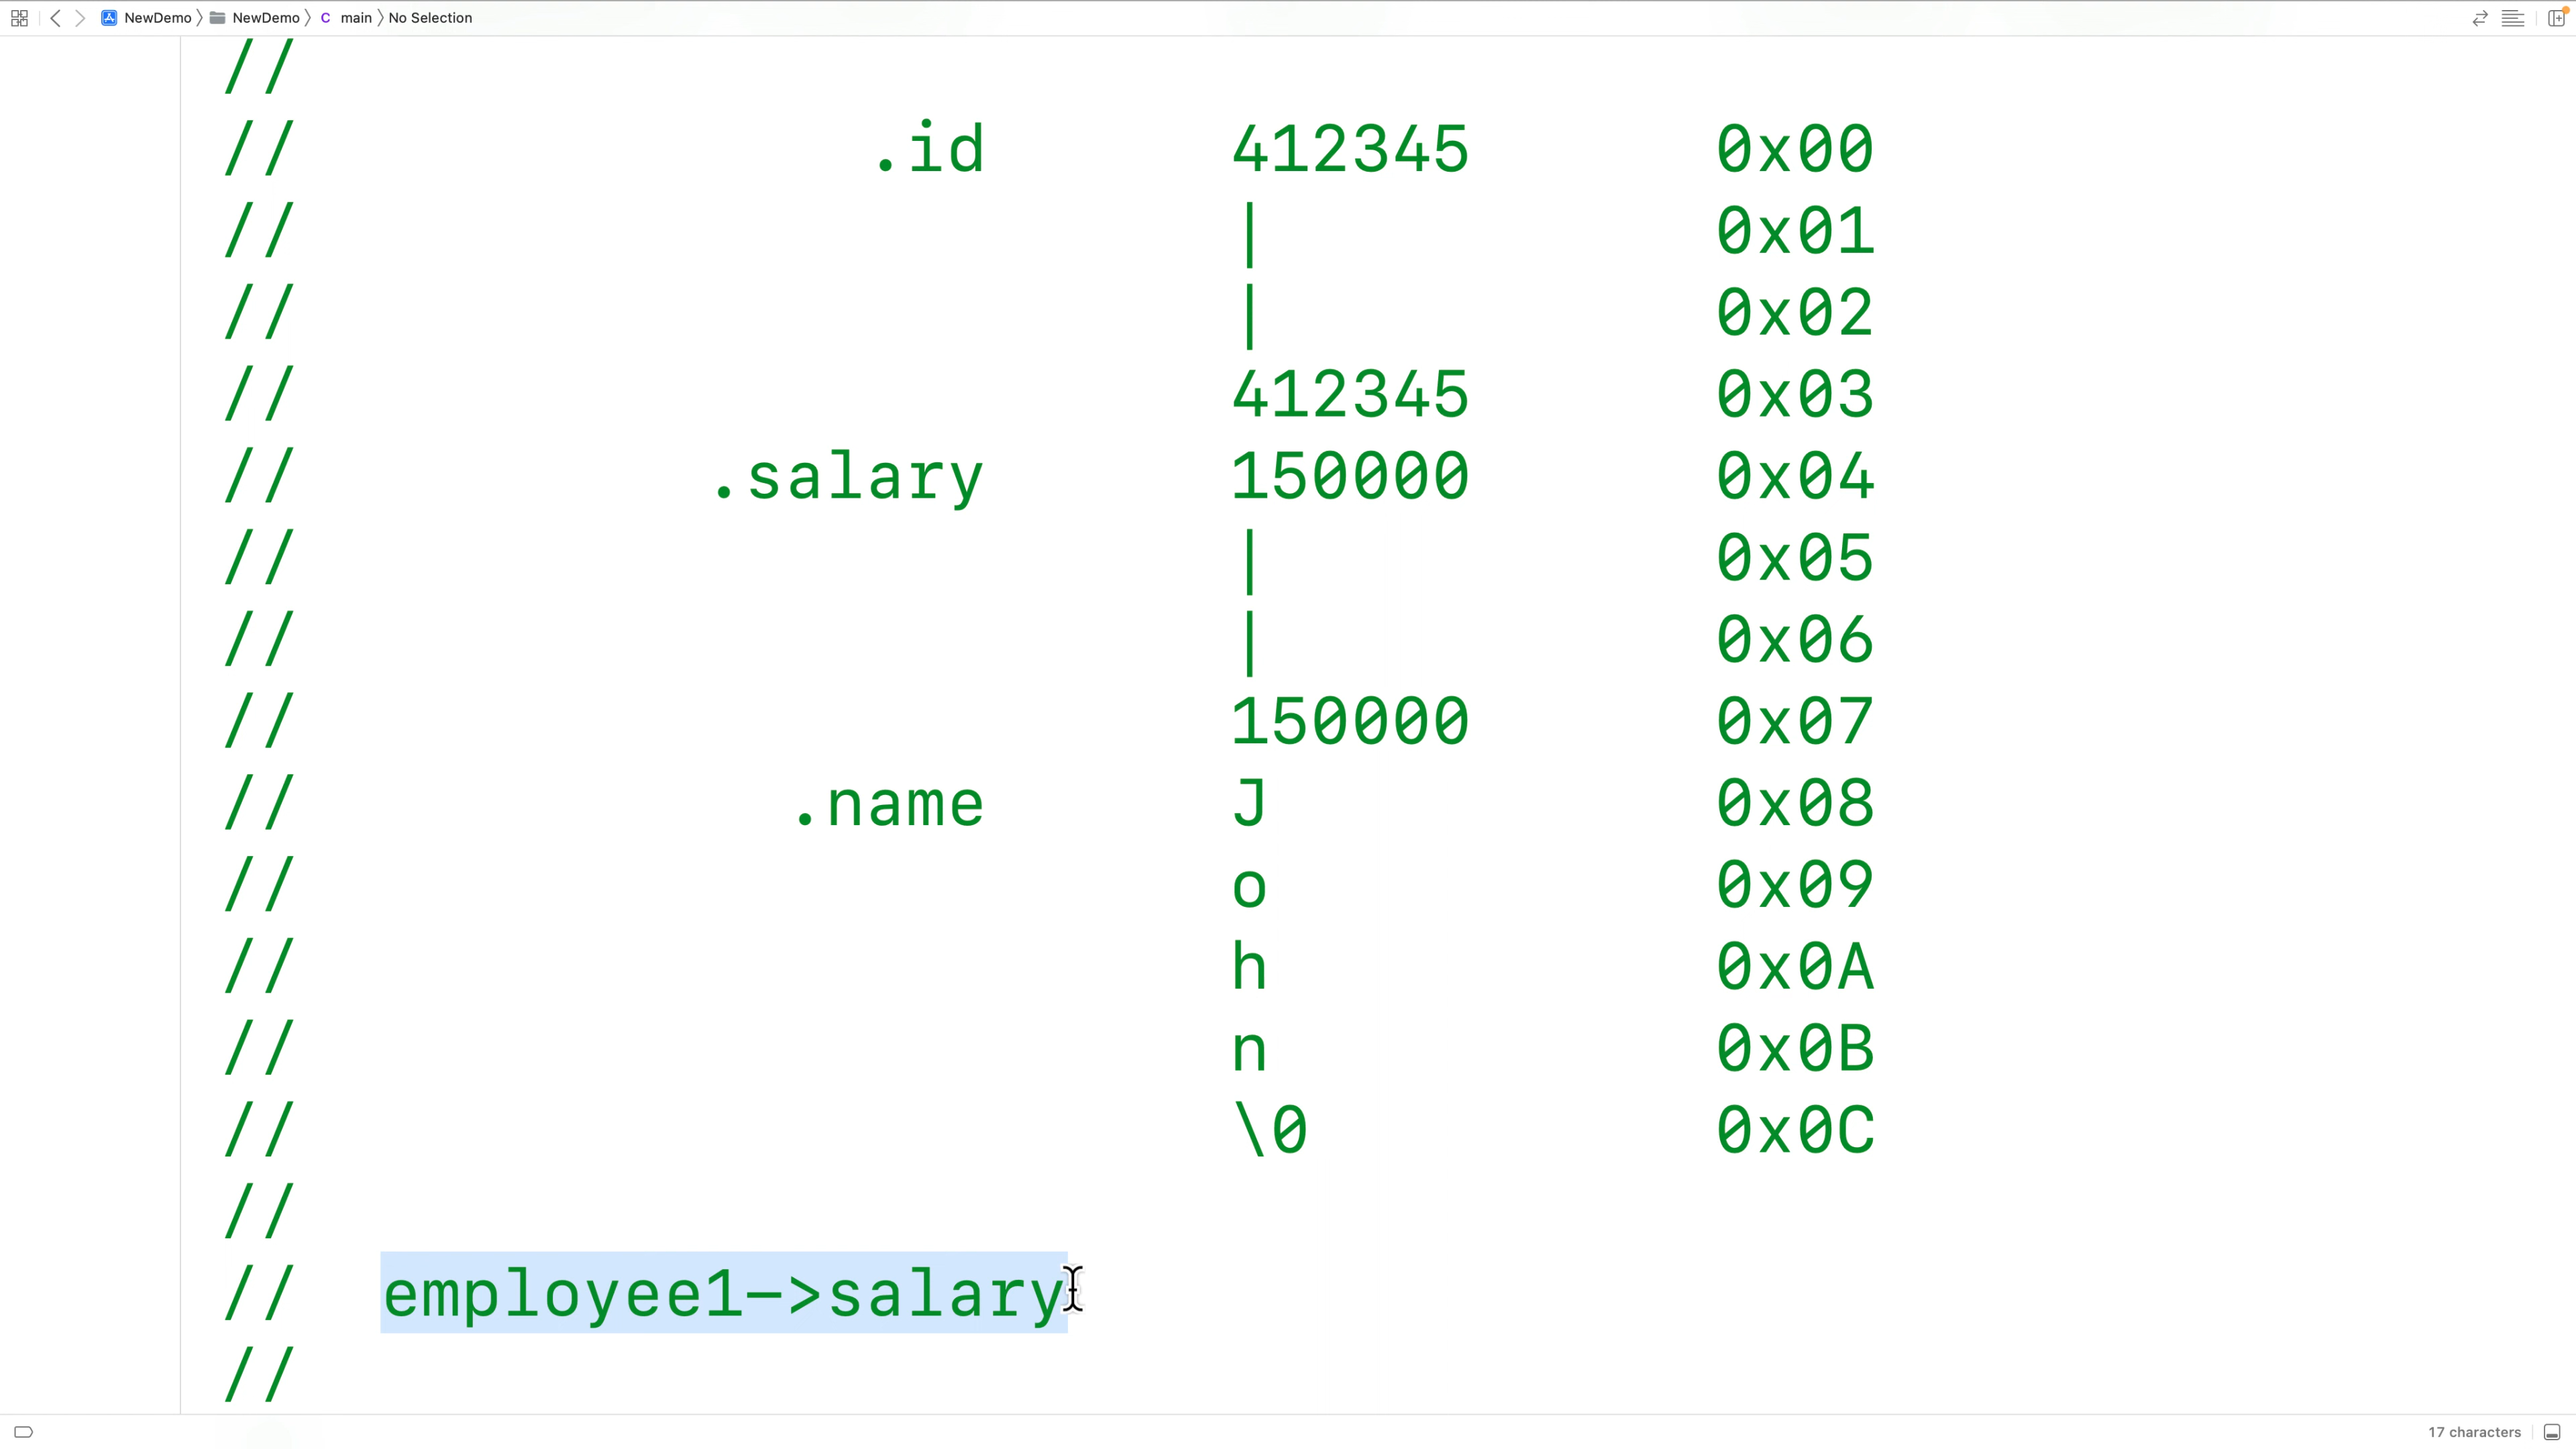 NewDemo NewDemo C main No Selection
//
// .id 412345 0x00
// | 0x01
// | 0x02
// 412345 0x03
// .salary 150000 0x04
// | 0x05
// | 0x06
// 150000 0x07
// .name J 0x08
// o 0x09
// h 0x0A
// n 0x0B
// \0 0x0C
//
// employee1->salary
//
17 characters